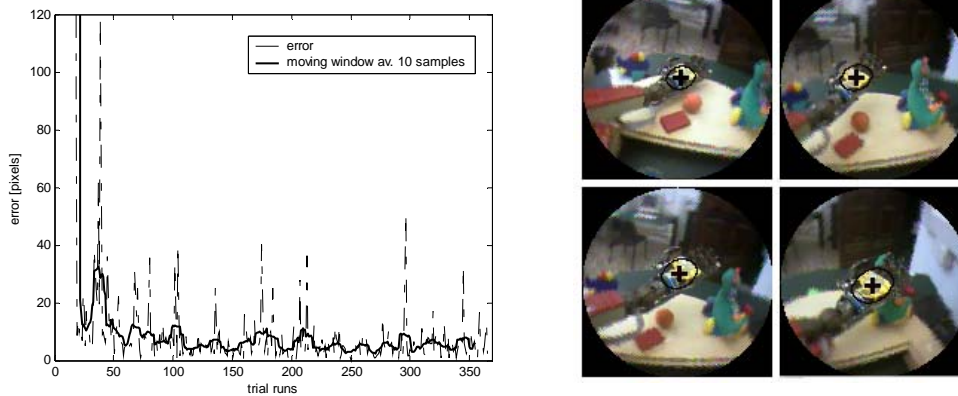 120
100
80
60
40
20
0
error [pixels]
error
moving window av. 10 samples
0 50 100 150 200 250 300 350
trial runs